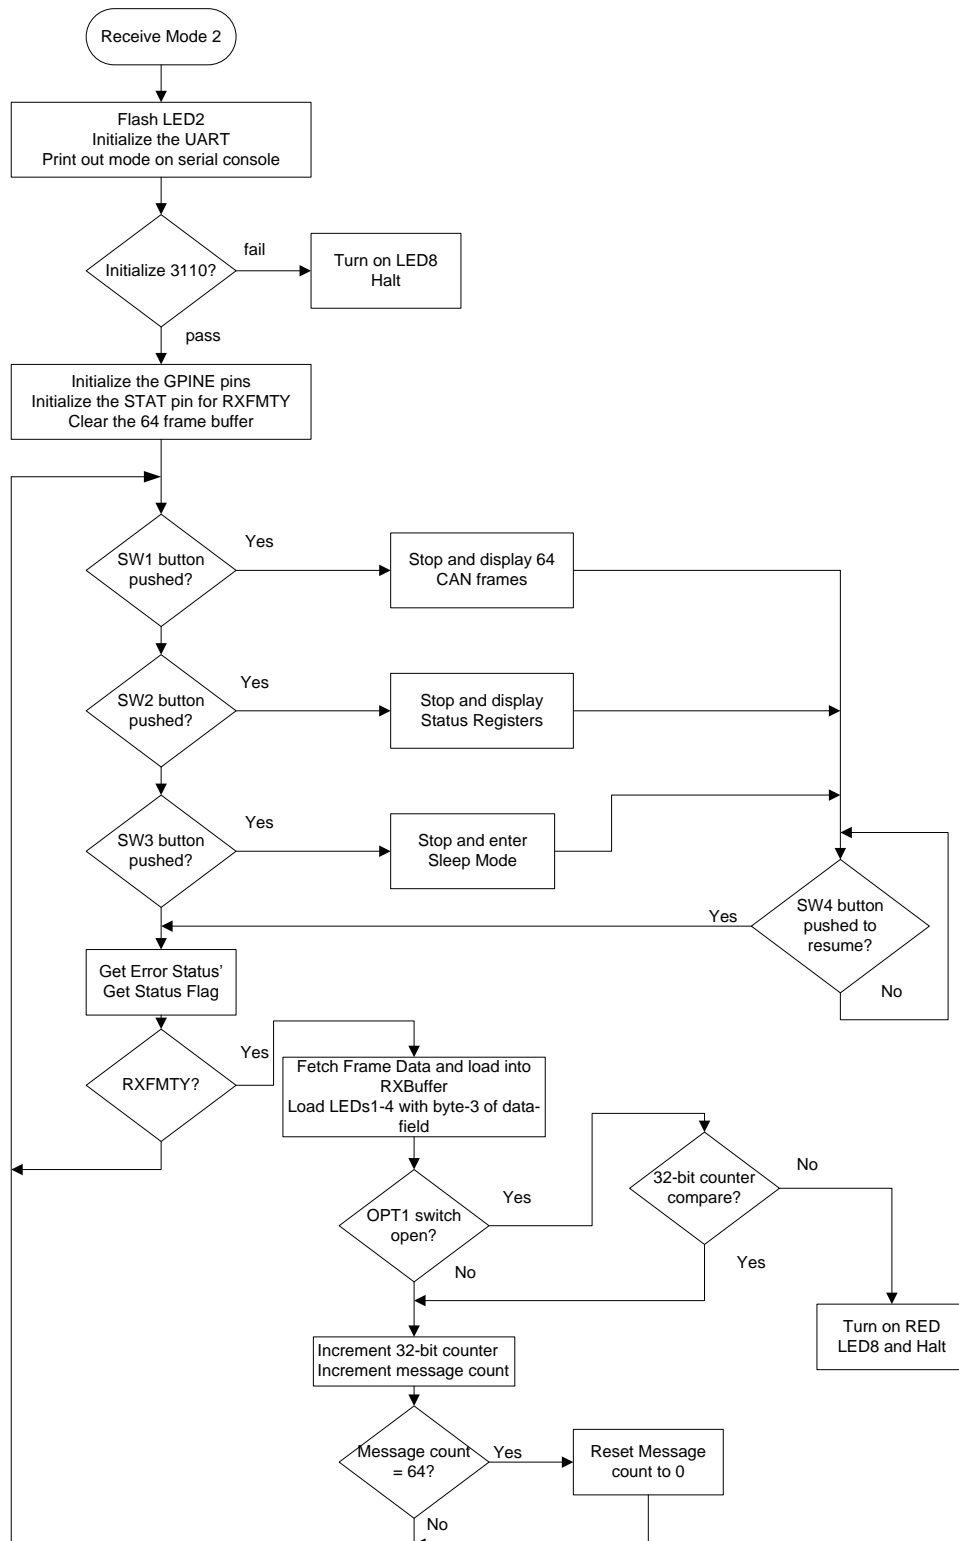 Receive Mode 2
Flash LED2
Initialize the UART
Print out mode on serial console
Initialize 3110?
fail
Turn on LED8
Halt
pass
Initialize the GPINE pins
Initialize the STAT pin for RXFMTY
Clear the 64 frame buffer
SW1 button
pushed?
Yes
Stop and display 64
CAN frames
SW2 button
pushed?
Yes
Stop and display
Status Registers
SW3 button
pushed?
Yes
Stop and enter
Sleep Mode
SW4 button
pushed to
resume?
Yes
No
Get Error Status'
Get Status Flag
RXFMTY?
Yes
Fetch Frame Data and load into
RXBuffer
Load LEDs1-4 with byte-3 of data-
field
OPT1 switch
open?
Yes
No
32-bit counter
compare?
No
Yes
Turn on RED
LED8 and Halt
Increment 32-bit counter
Increment message count
Message count
= 64?
Yes
Reset Message
count to 0
No